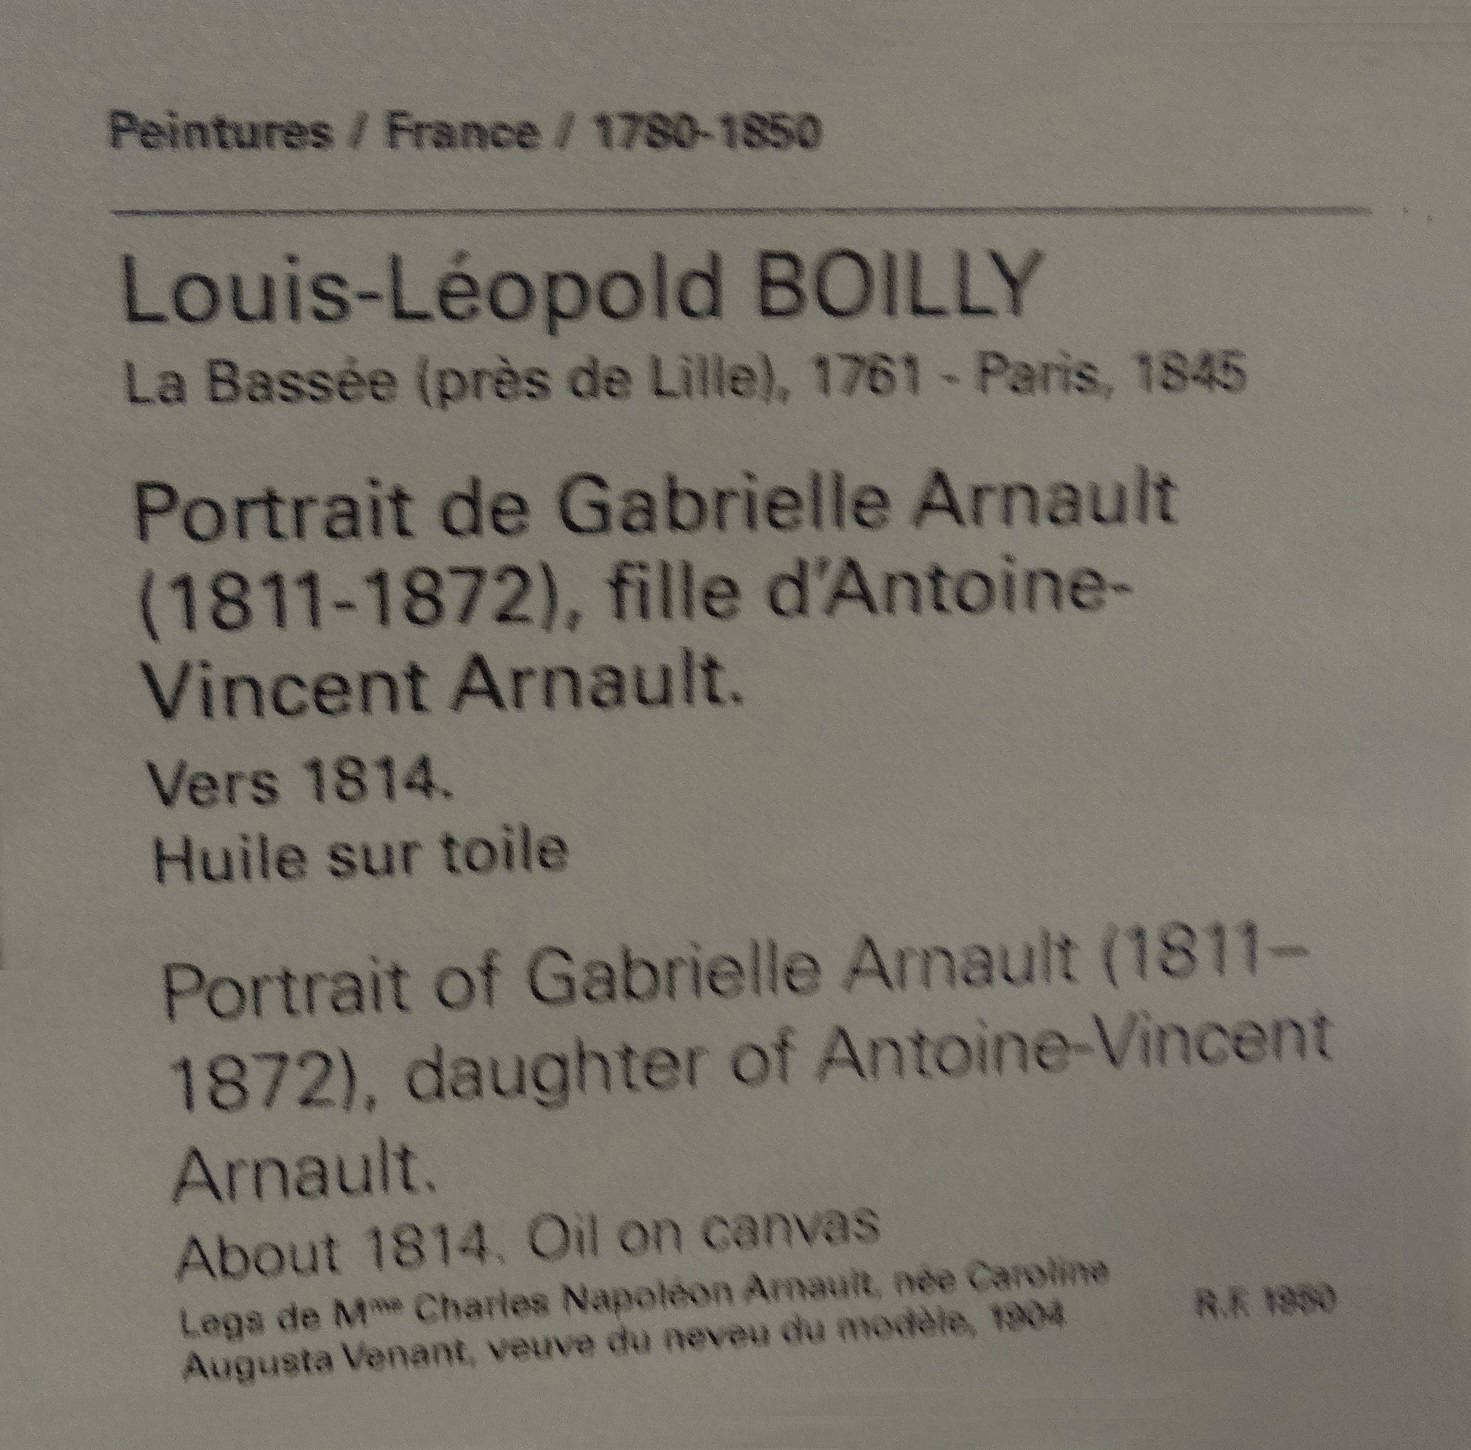 Peintures / France / 1780-1850
Louis-Léopold BOILLY
La Bassée (près de Lille), 1761 - Paris, 1845
Portrait de Gabrielle Arnault
(1811-1872), fille d'Antoine-
Vincent Arnault.
Vers 1814.
Huile sur toile
Portrait of Gabrielle Arnault (1811–
1872), daughter of Antoine-Vincent
Arnault.
About 1814. Oil on canvas
Legs de Mme Charles Napoléon Arnault, née Caroline
Augusta Venant, veuve du neveu du modèle, 1904
R.F.